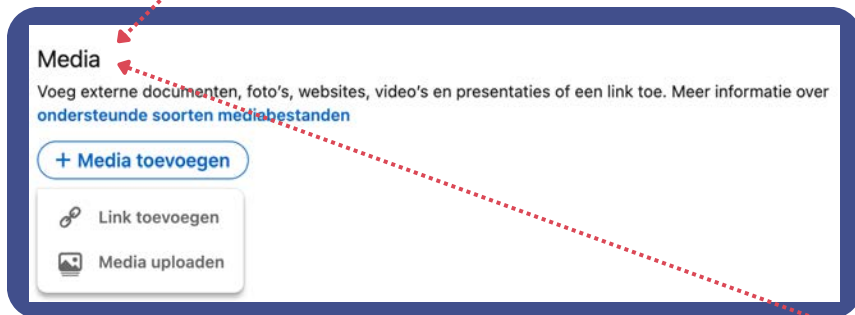 Media
Voeg externe documenten, foto's, websites, video's en presentaties of een link toe. Meer informatie over
ondersteunde soorten mediabestanden
+ Media toevoegen
Link toevoegen
Media uploaden